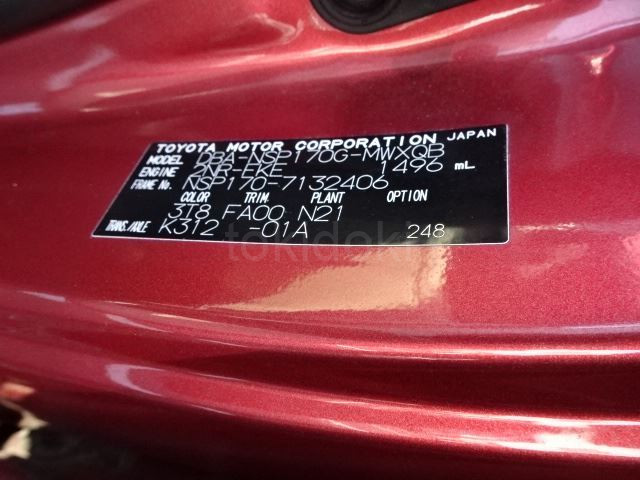 TOYOTA MOTOR CORPORATION JAPAN
MODEL DBA-NSP170G-MWXQB
ENGINE 2NR-FKE 1496 mL
FRAME No. NSP170-7132406
COLOR TRIM PLANT OPTION
3T8 FA00 N21
TRANS./AXLE K312 -01A 248